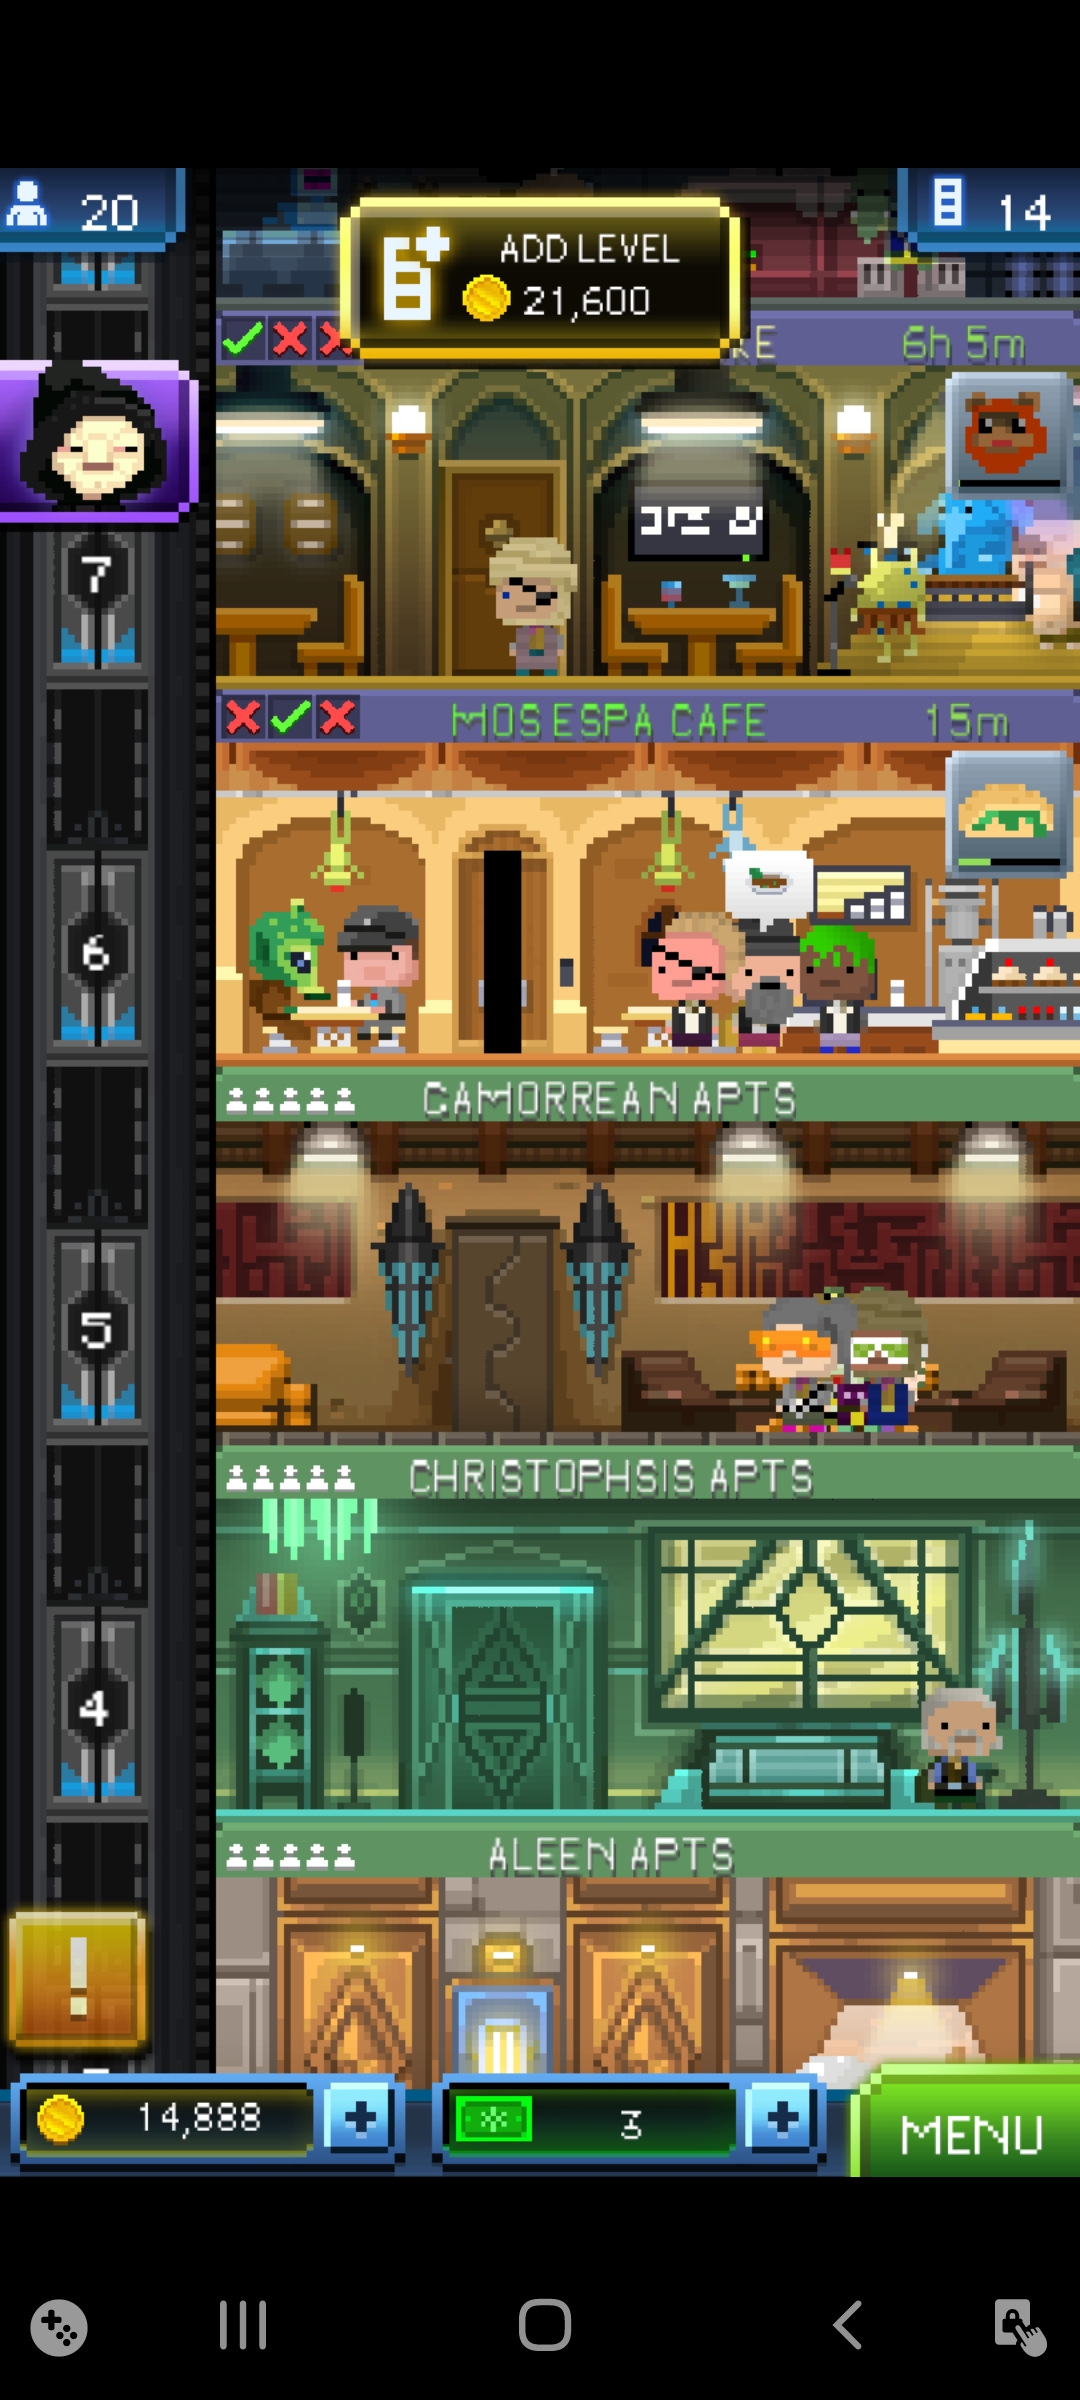 20
14
ADD LEVEL
21,600
KE
6h 5m
7
MOS ESPA CAFE
15m
6
CAMORREAN APTS
5
CHRISTOPHSIS APTS
4
ALEEN APTS
!
14,888
+
3
+
MENU